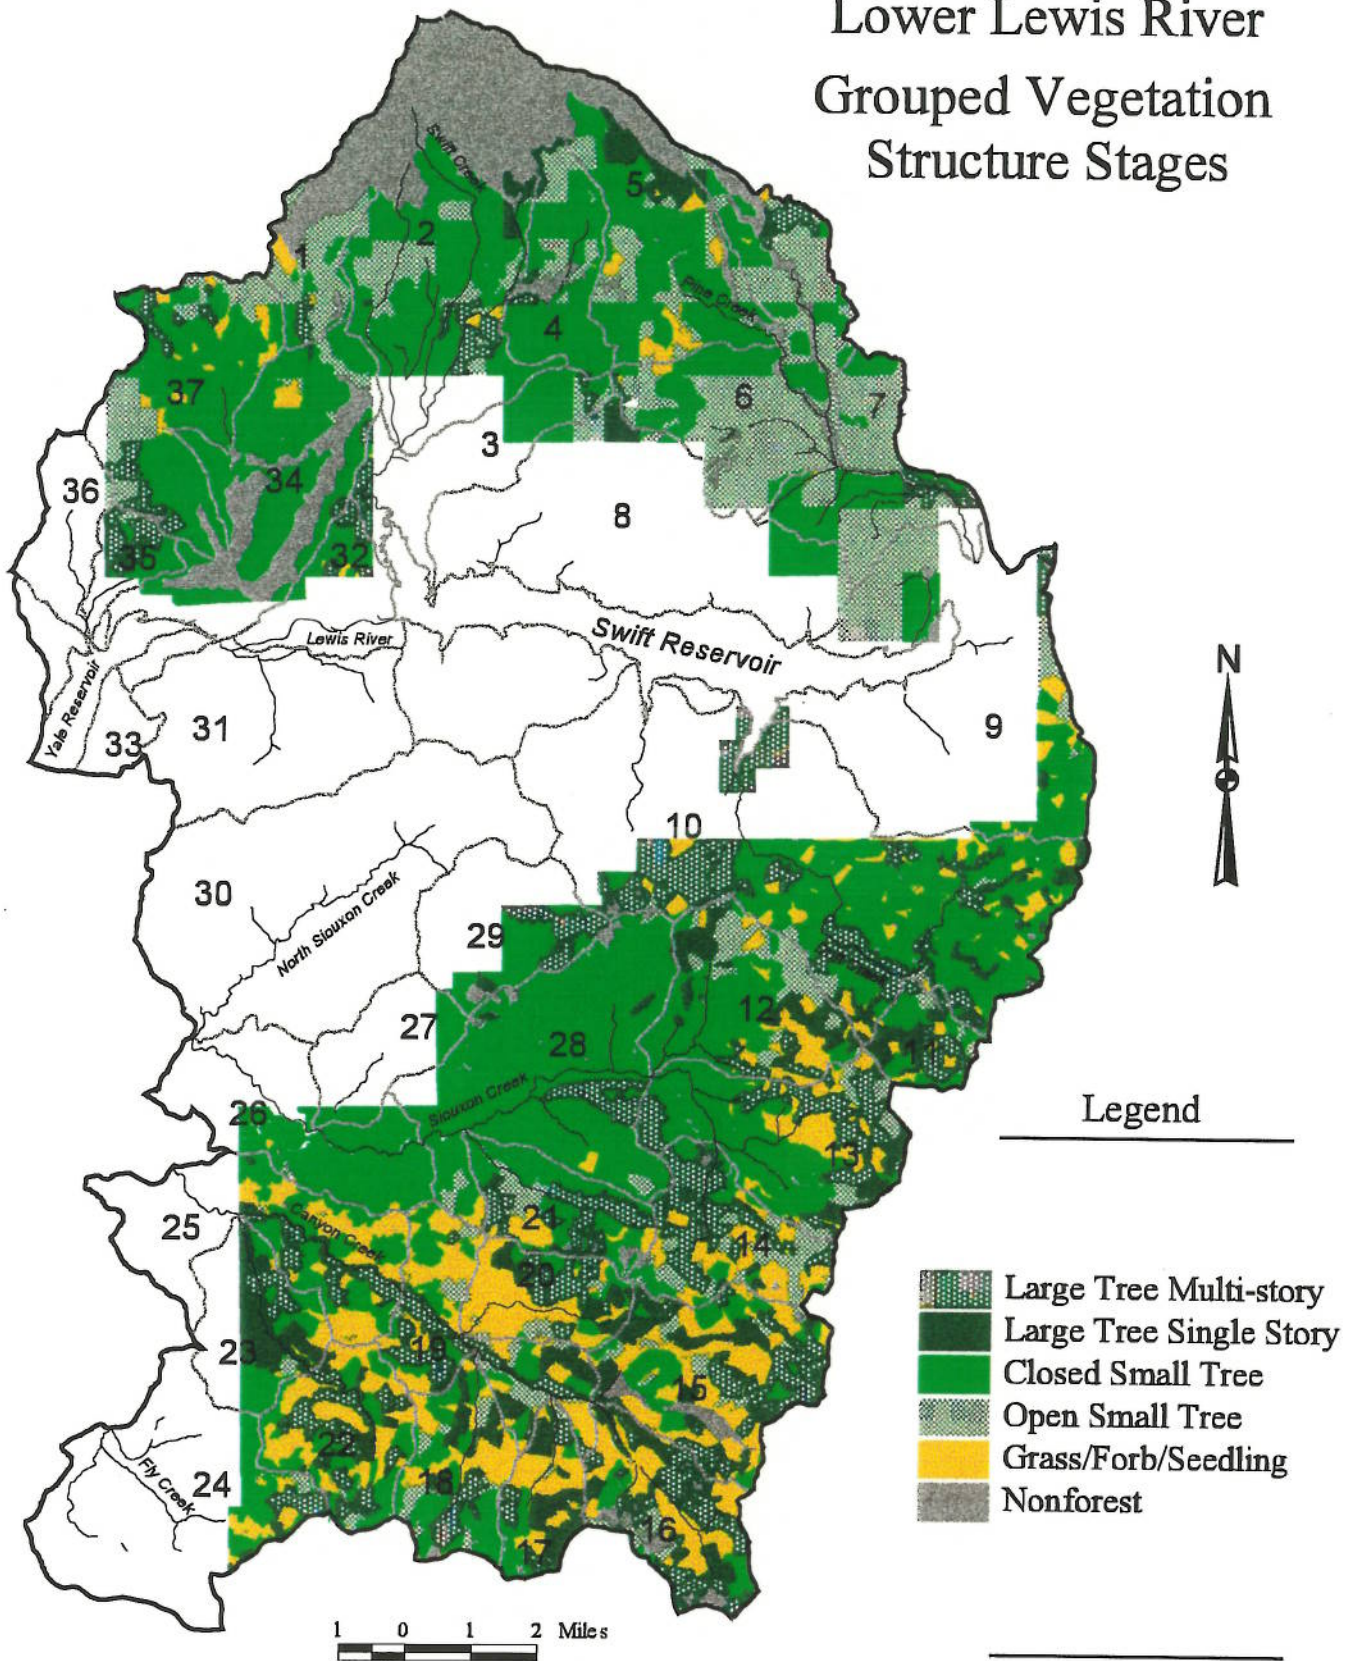 Lower Lewis River
Grouped Vegetation
Structure Stages
Swift Creek
5
2
1
Pine Creek
4
37
6
7
3
34
36
8
35
32
Lewis River
Swift Reservoir
N
Yale Reservoir
33
31
9
10
30
North Siouxon Creek
29
12
27
28
11
Siouxon Creek
26
Legend
13
25
Canyon Creek
21
14
20
Large Tree Multi-story
Large Tree Single Story
23
19
Closed Small Tree
15
Open Small Tree
22
Grass/Forb/Seedling
Fly Creek
24
18
Nonforest
16
17
1 0 1 2 Miles